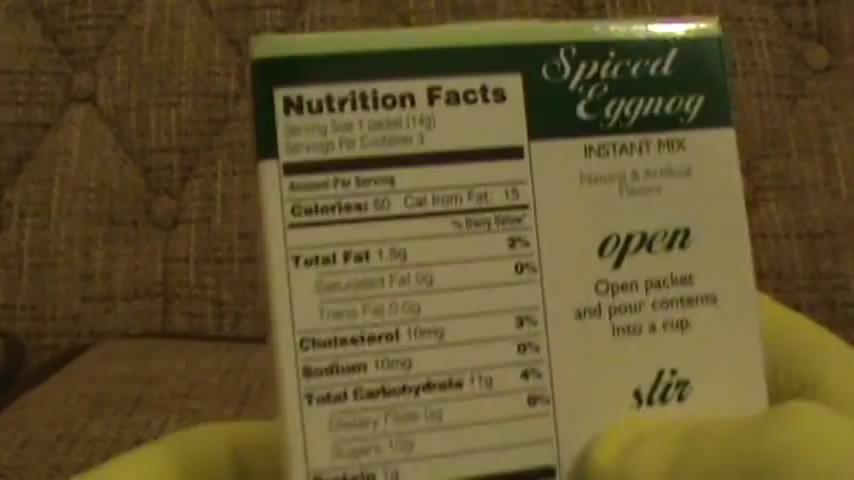 Spiced
Eggnog
INSTANT MIX
Natural & Artificial
Flavors
Nutrition Facts
Serving Size 1 packet (14g)
Servings Per Container 3
Amount Per Serving
Calories: 60 Cal from Fat: 15
% Daily Value*
Total Fat 1.5g 2%
Saturated Fat 0g 0%
Trans Fat 0.0g
Cholesterol 10mg 3%
Sodium 10mg 0%
Total Carbohydrate 11g 4%
Dietary Fiber 0g 0%
Sugars 10g
Protein 1g
open
Open packet
and pour contents
into a cup.
stir